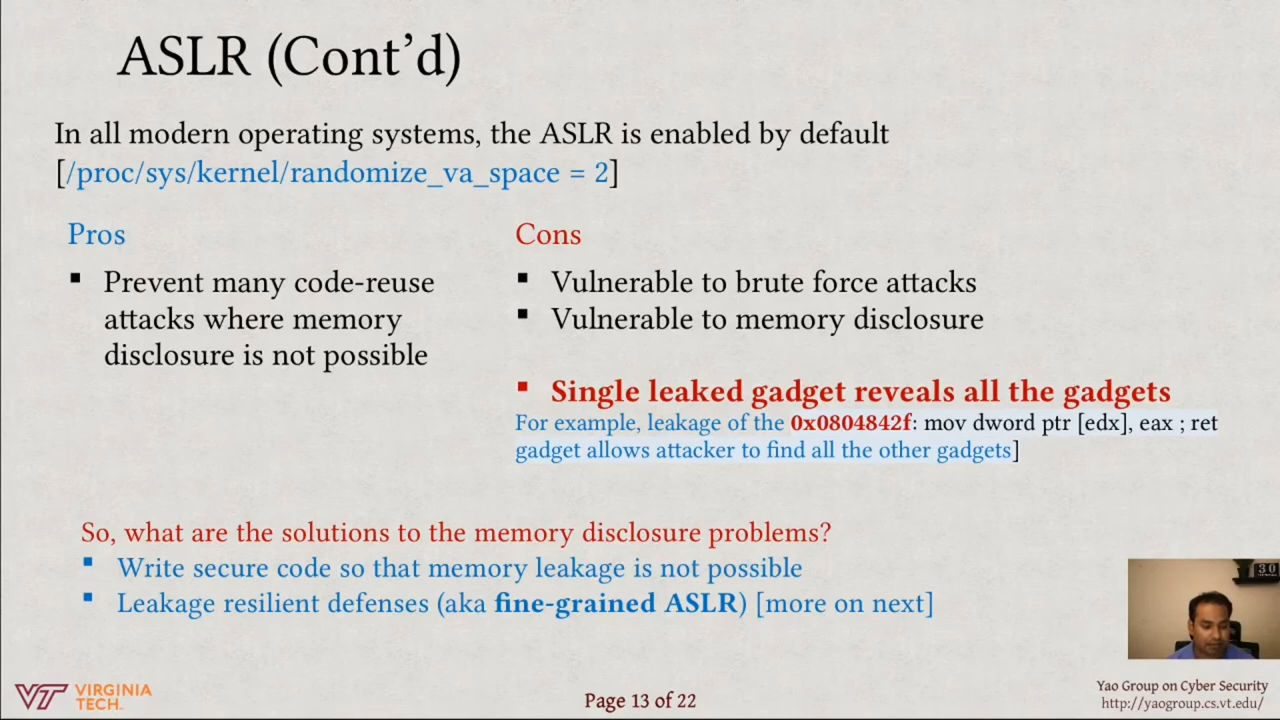 ASLR (Cont’d)
In all modern operating systems, the ASLR is enabled by default
[/proc/sys/kernel/randomize_va_space = 2]
Pros
▪ Prevent many code-reuse
attacks where memory
disclosure is not possible
Cons
▪ Vulnerable to brute force attacks
▪ Vulnerable to memory disclosure
▪ Single leaked gadget reveals all the gadgets
For example, leakage of the 0x0804842f: mov dword ptr [edx], eax ; ret
gadget allows attacker to find all the other gadgets]
So, what are the solutions to the memory disclosure problems?
▪ Write secure code so that memory leakage is not possible
▪ Leakage resilient defenses (aka fine-grained ASLR) [more on next]
30
VT VIRGINIA
TECH.
Page 13 of 22
Yao Group on Cyber Security
http://yaogroup.cs.vt.edu/